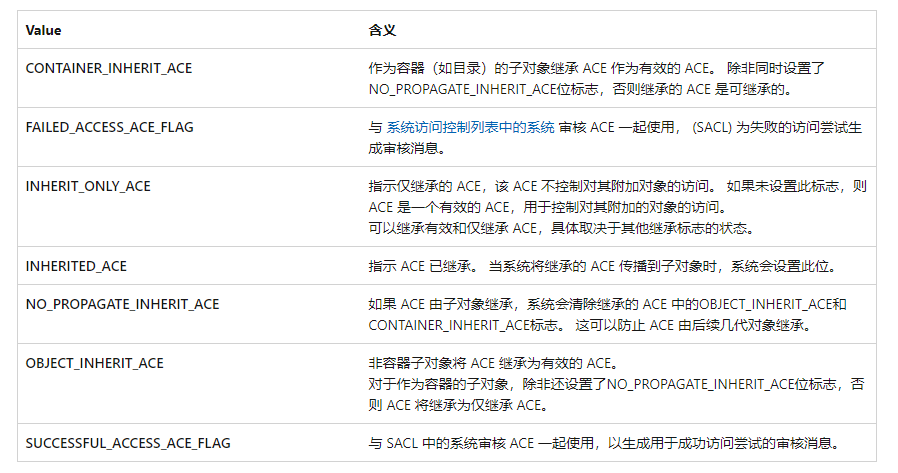 Value 含义
CONTAINER_INHERIT_ACE 作为容器（如目录）的子对象继承 ACE 作为有效的 ACE。 除非同时设置了
NO_PROPAGATE_INHERIT_ACE位标志，否则继承的 ACE 是可继承的。
FAILED_ACCESS_ACE_FLAG 与 系统访问控制列表中的系统 审核 ACE 一起使用， (SACL) 为失败的访问尝试生
成审核消息。
INHERIT_ONLY_ACE 指示仅继承的 ACE，该 ACE 不控制对其附加对象的访问。 如果未设置此标志，则
ACE 是一个有效的 ACE，用于控制对其附加的对象的访问。
可以继承有效和仅继承 ACE，具体取决于其他继承标志的状态。
INHERITED_ACE 指示 ACE 已继承。 当系统将继承的 ACE 传播到子对象时，系统会设置此位。
NO_PROPAGATE_INHERIT_ACE 如果 ACE 由子对象继承，系统会清除继承的 ACE 中的OBJECT_INHERIT_ACE和
CONTAINER_INHERIT_ACE标志。 这可以防止 ACE 由后续几代对象继承。
OBJECT_INHERIT_ACE 非容器子对象将 ACE 继承为有效的 ACE。
对于作为容器的子对象，除非还设置了NO_PROPAGATE_INHERIT_ACE位标志，否
则 ACE 将继承为仅继承 ACE。
SUCCESSFUL_ACCESS_ACE_FLAG 与 SACL 中的系统审核 ACE 一起使用，以生成用于成功访问尝试的审核消息。